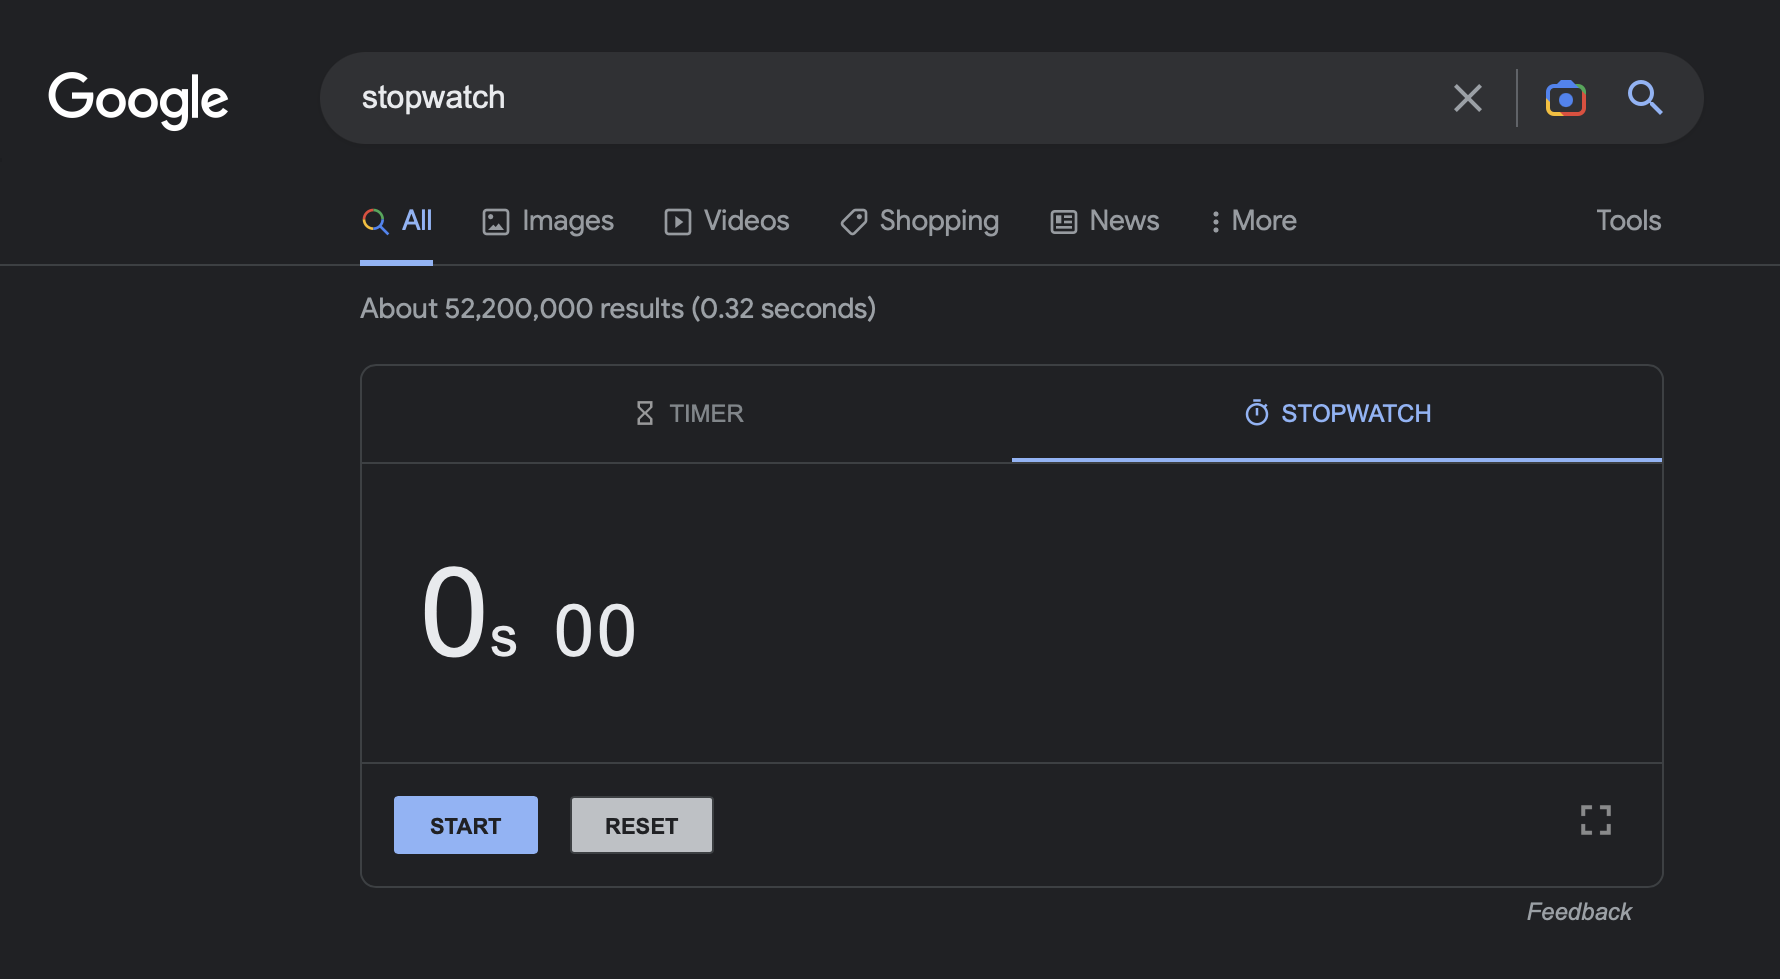 Google
stopwatch
All Images Videos Shopping News More Tools
About 52,200,000 results (0.32 seconds)
TIMER STOPWATCH
0s 00
START RESET
Feedback